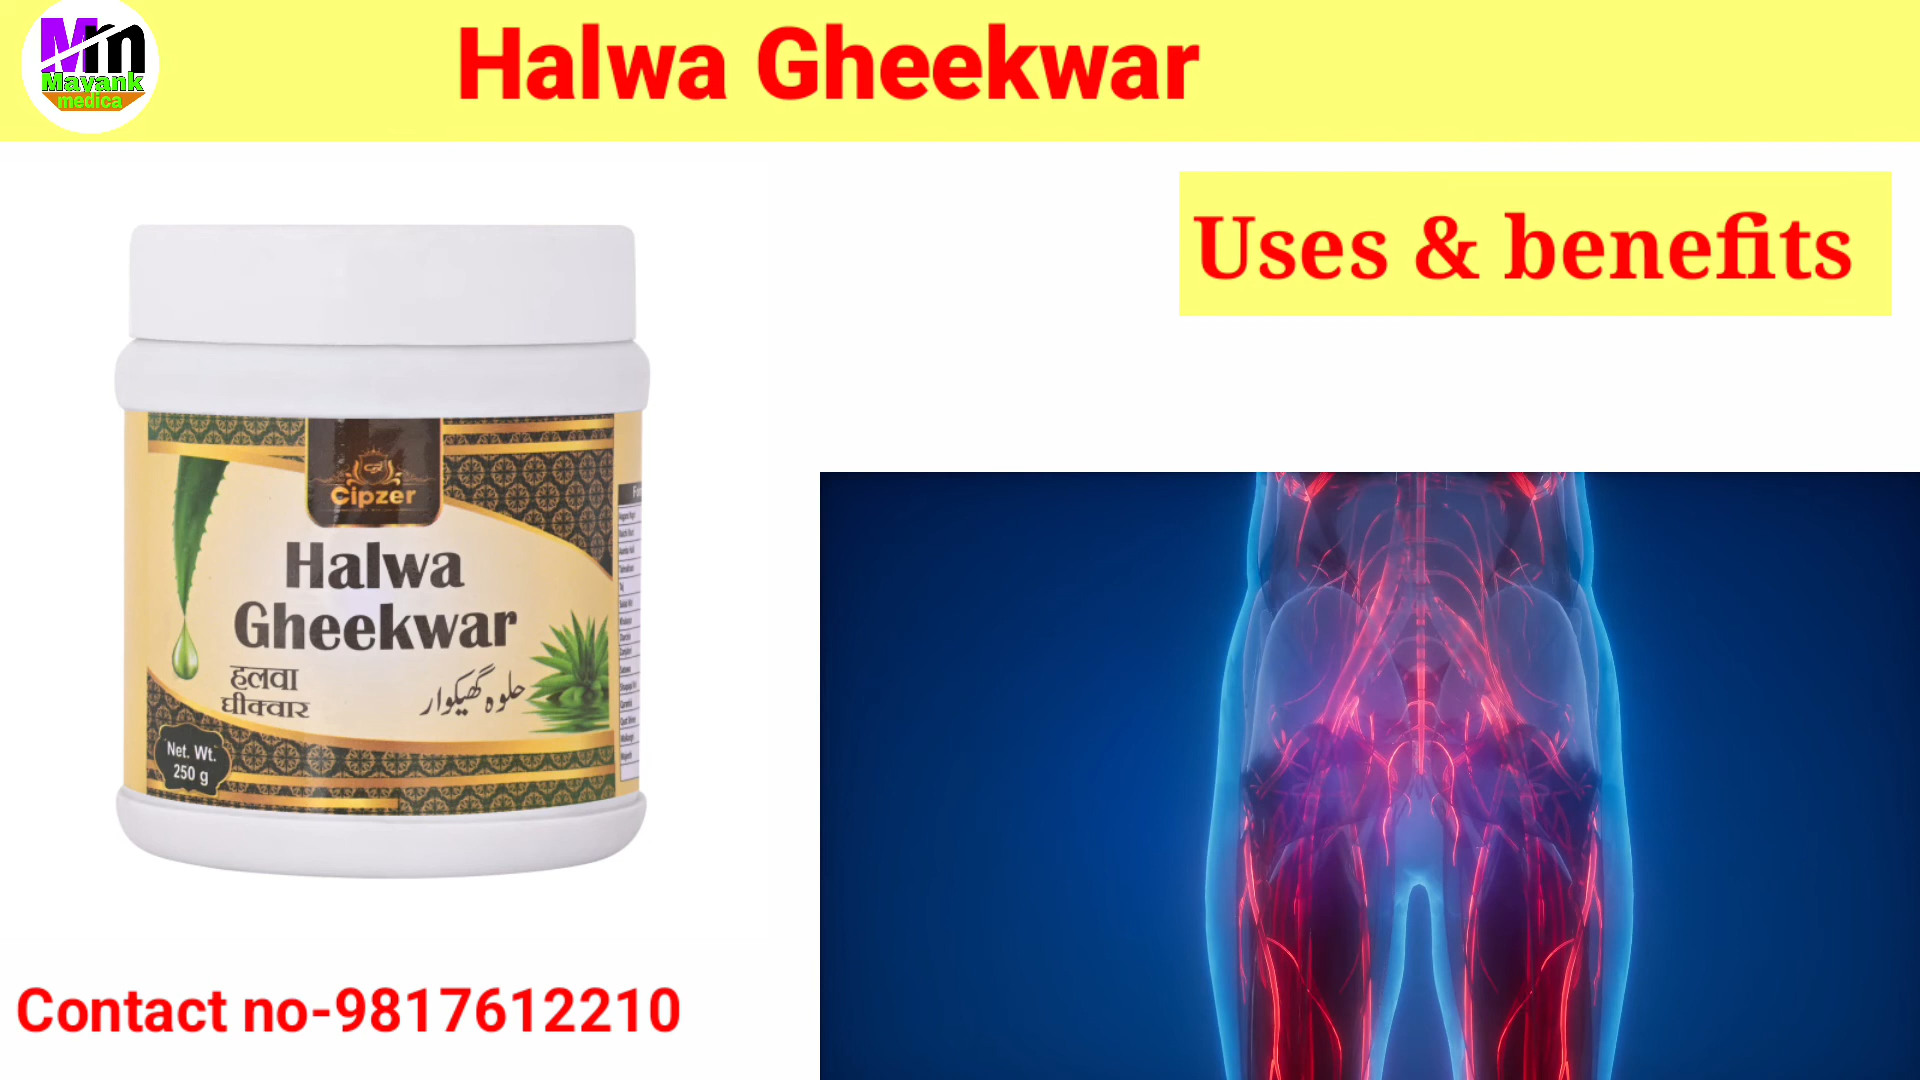 Mm
Mayank
medica
Halwa Gheekwar
Uses & benefits
Cipzer
Halwa
Gheekwar
हलवा
घीक्वार
حلوہ گھیکوار
Net. Wt.
250 g
Contact no-9817612210